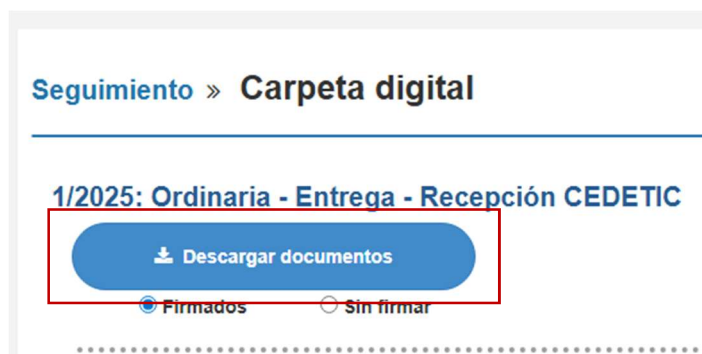 Seguimiento » Carpeta digital
1/2025: Ordinaria - Entrega - Recepción CEDETIC
Descargar documentos
Firmados Sin firmar